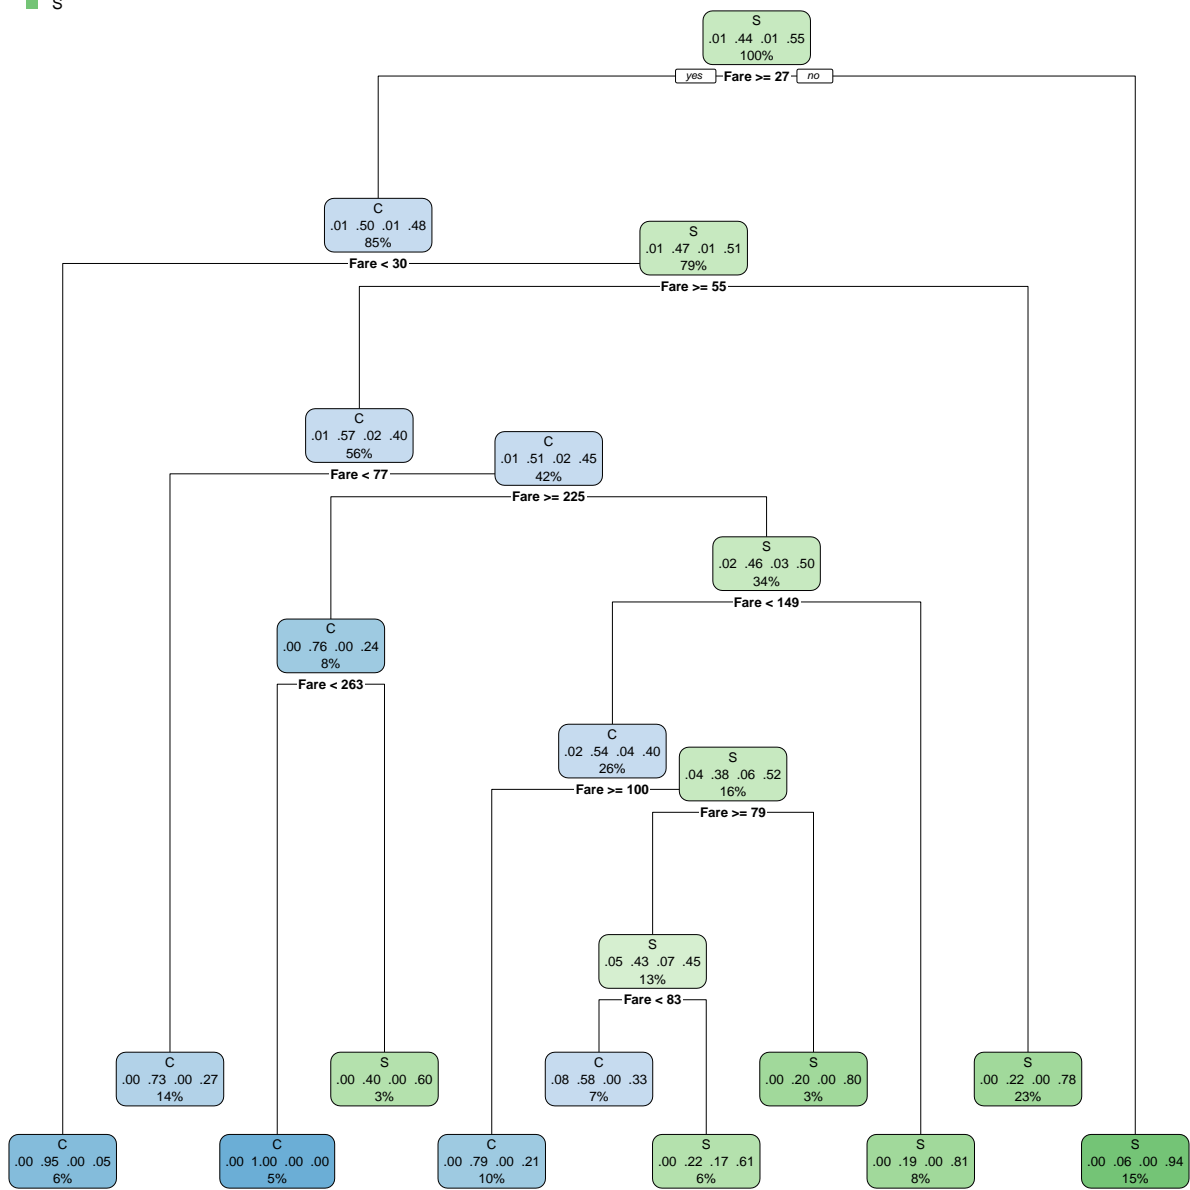 S
S
.01 .44 .01 .55
100%
yes Fare >= 27 no
C
.01 .50 .01 .48
85%
Fare < 30
S
.01 .47 .01 .51
79%
Fare >= 55
C
.01 .57 .02 .40
56%
Fare < 77
C
.01 .51 .02 .45
42%
Fare >= 225
S
.02 .46 .03 .50
34%
Fare < 149
C
.00 .76 .00 .24
8%
Fare < 263
C
.02 .54 .04 .40
26%
Fare >= 100
S
.04 .38 .06 .52
16%
Fare >= 79
S
.05 .43 .07 .45
13%
Fare < 83
C
.00 .73 .00 .27
14%
S
.00 .40 .00 .60
3%
C
.08 .58 .00 .33
7%
S
.00 .20 .00 .80
3%
S
.00 .22 .00 .78
23%
C
.00 .95 .00 .05
6%
C
.00 1.00 .00 .00
5%
C
.00 .79 .00 .21
10%
S
.00 .22 .17 .61
6%
S
.00 .19 .00 .81
8%
S
.00 .06 .00 .94
15%